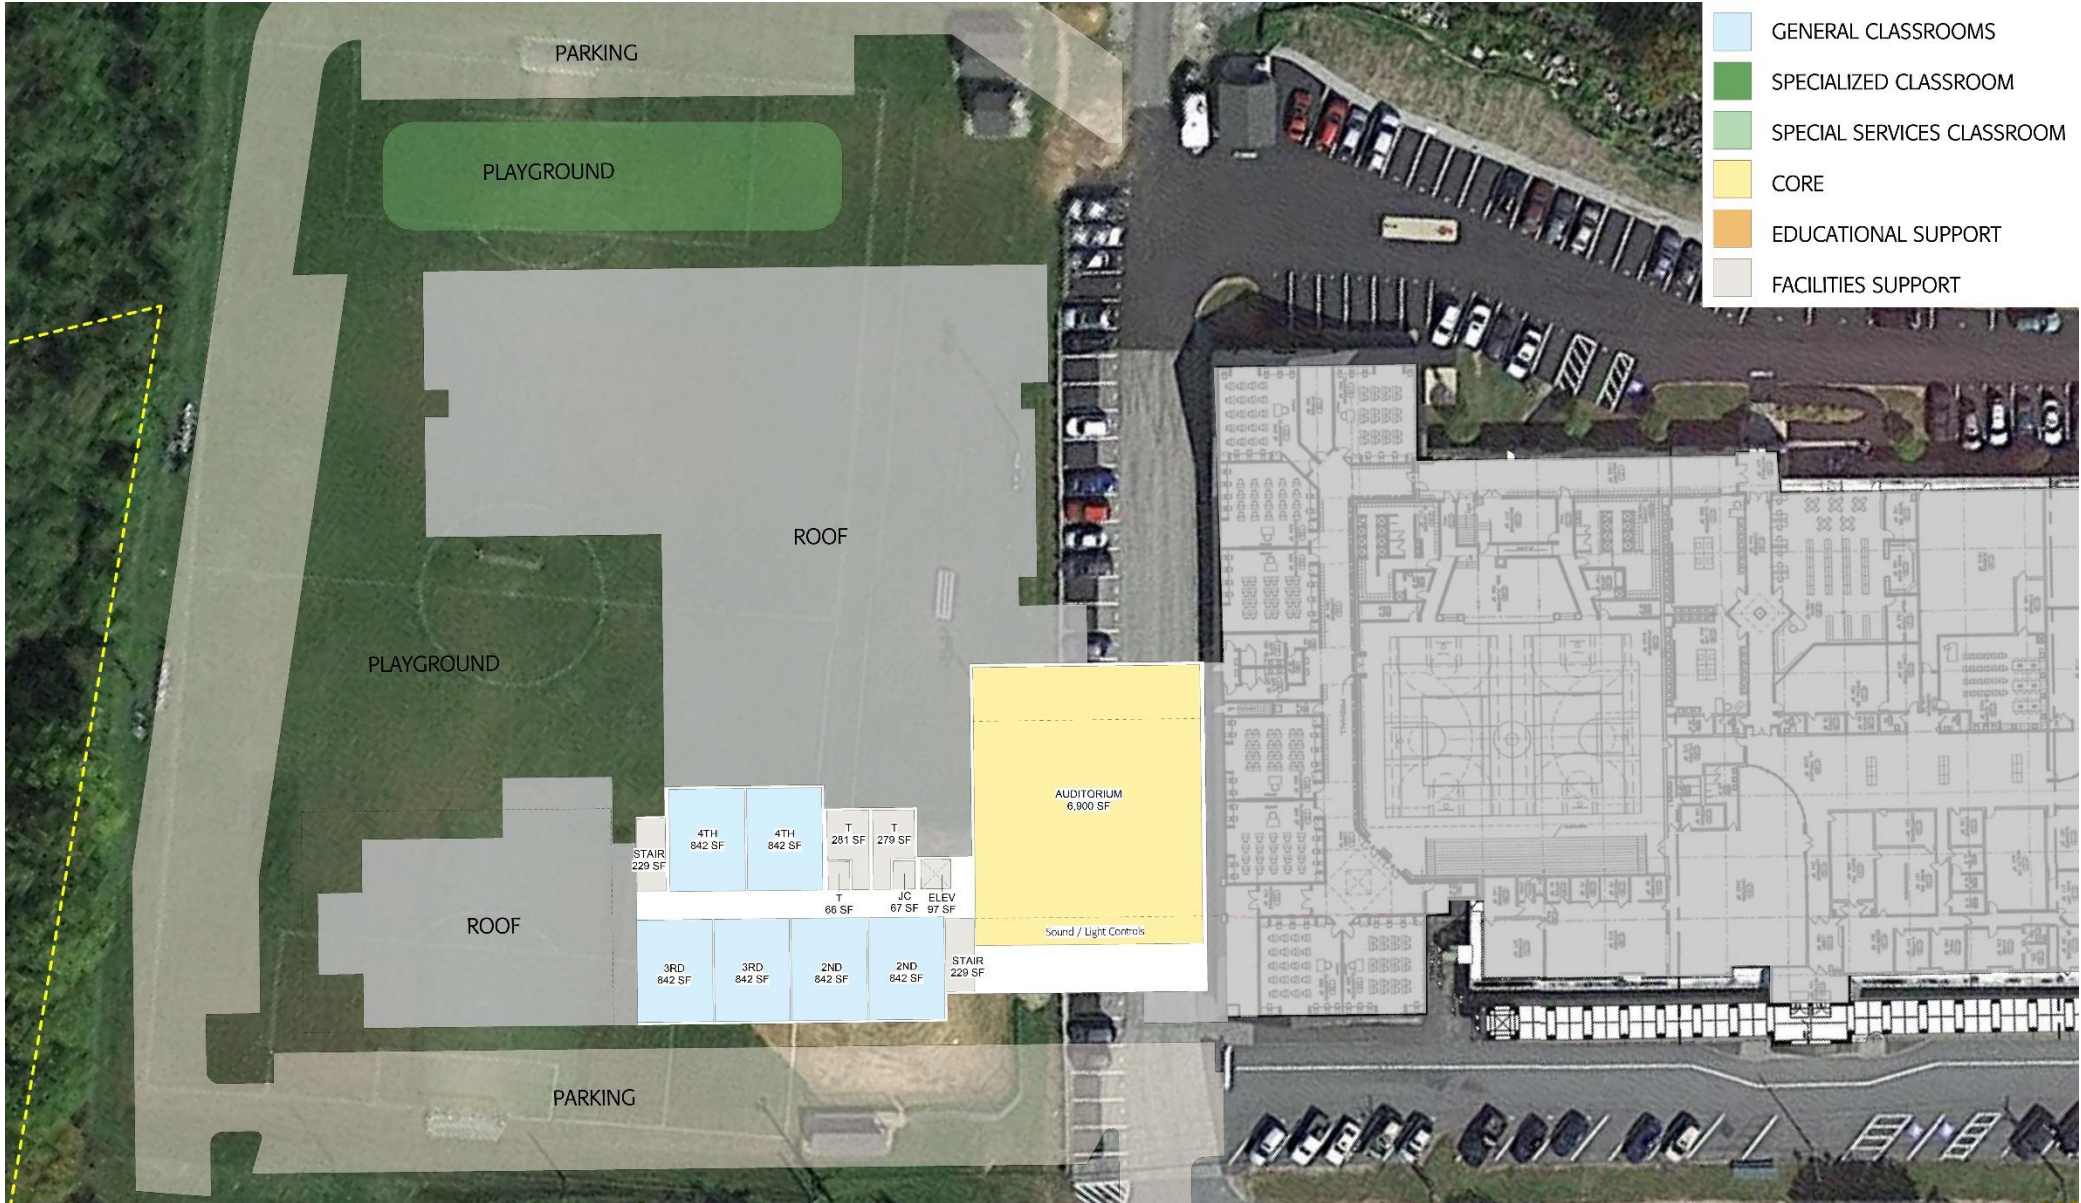 PARKING
GENERAL CLASSROOMS
SPECIALIZED CLASSROOM
SPECIAL SERVICES CLASSROOM
CORE
EDUCATIONAL SUPPORT
FACILITIES SUPPORT
PLAYGROUND
ROOF
PLAYGROUND
AUDITORIUM
6,900 SF
4TH
842 SF
4TH
842 SF
T
281 SF
T
279 SF
STAIR
229 SF
T
66 SF
JC
67 SF
ELEV
97 SF
ROOF
Sound / Light Controls
3RD
842 SF
3RD
842 SF
2ND
842 SF
2ND
842 SF
STAIR
229 SF
PARKING